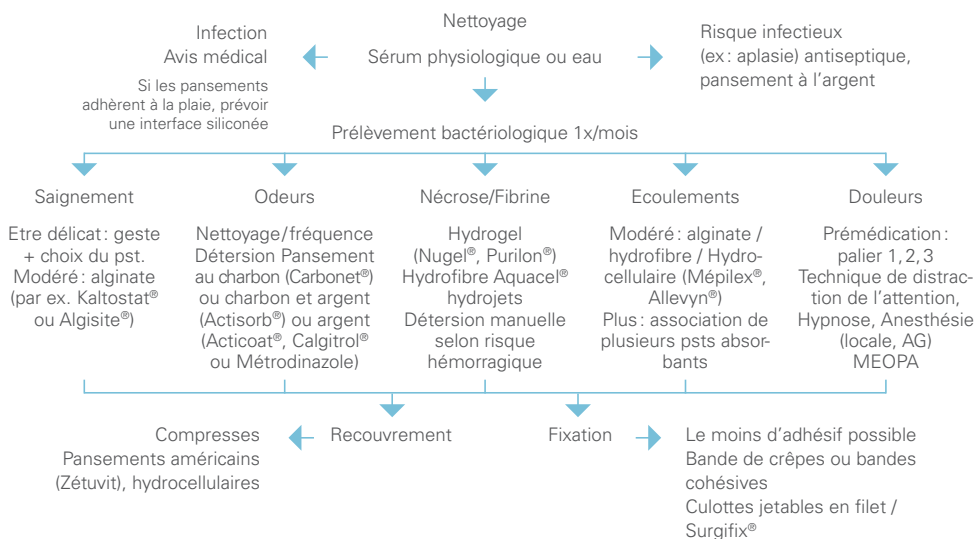 Nettoyage
Infection
Avis médical
Sérum physiologique ou eau
Risque infectieux
(ex : aplasie) antiseptique,
pansement à l'argent
Si les pansements
adhèrent à la plaie, prévoir
une interface siliconée
Prélèvement bactériologique 1x/mois
Saignement
Etre délicat : geste
+ choix du pst.
Modéré : alginate
(par ex. Kaltostat®
ou Algisite®)
Odeurs
Nettoyage/fréquence
Détersion Pansement
au charbon (Carbonet®)
ou charbon et argent
(Actisorb®) ou argent
(Acticoat®, Calgitrol®
ou Métrodinazole)
Nécrose/Fibrine
Hydrogel
(Nugel®, Purilon®)
Hydrofibre Aquacel®
hydrojets
Détersion manuelle
selon risque
hémorragique
Ecoulements
Modéré : alginate /
hydrofibre / Hydro-
cellulaire (Mépilex®,
Allevyn®)
Plus : association de
plusieurs psts absor-
bants
Douleurs
Prémédication :
palier 1, 2, 3
Technique de distrac-
tion de l'attention,
Hypnose, Anesthésie
(locale, AG)
MEOPA
Recouvrement
Compresses
Pansements américains
(Zétuvit), hydrocellulaires
Fixation
Le moins d'adhésif possible
Bande de crêpes ou bandes
cohésives
Culottes jetables en filet /
Surgifix®